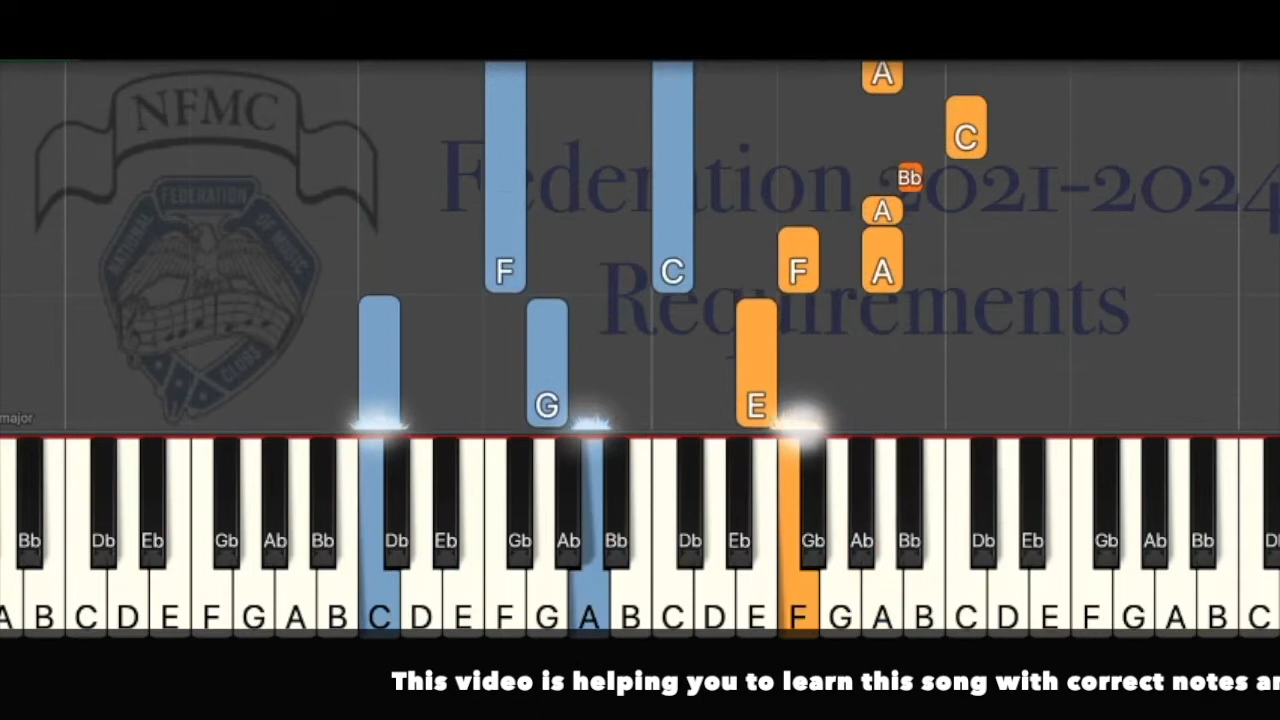 NFMC
FEDERATION
NATIONAL
OF MUSIC
CLUBS
Federation 2021-2024
Requirements
A
C
Bb
A
F C F A
G E
major
Bb Db Eb Gb Ab Bb Db Eb Gb Ab Bb Db Eb Gb Ab Bb Db Eb Gb Ab Bb
A B C D E F G A B C D E F G A B C D E F G A B C D E F G A B C
This video is helping you to learn this song with correct notes